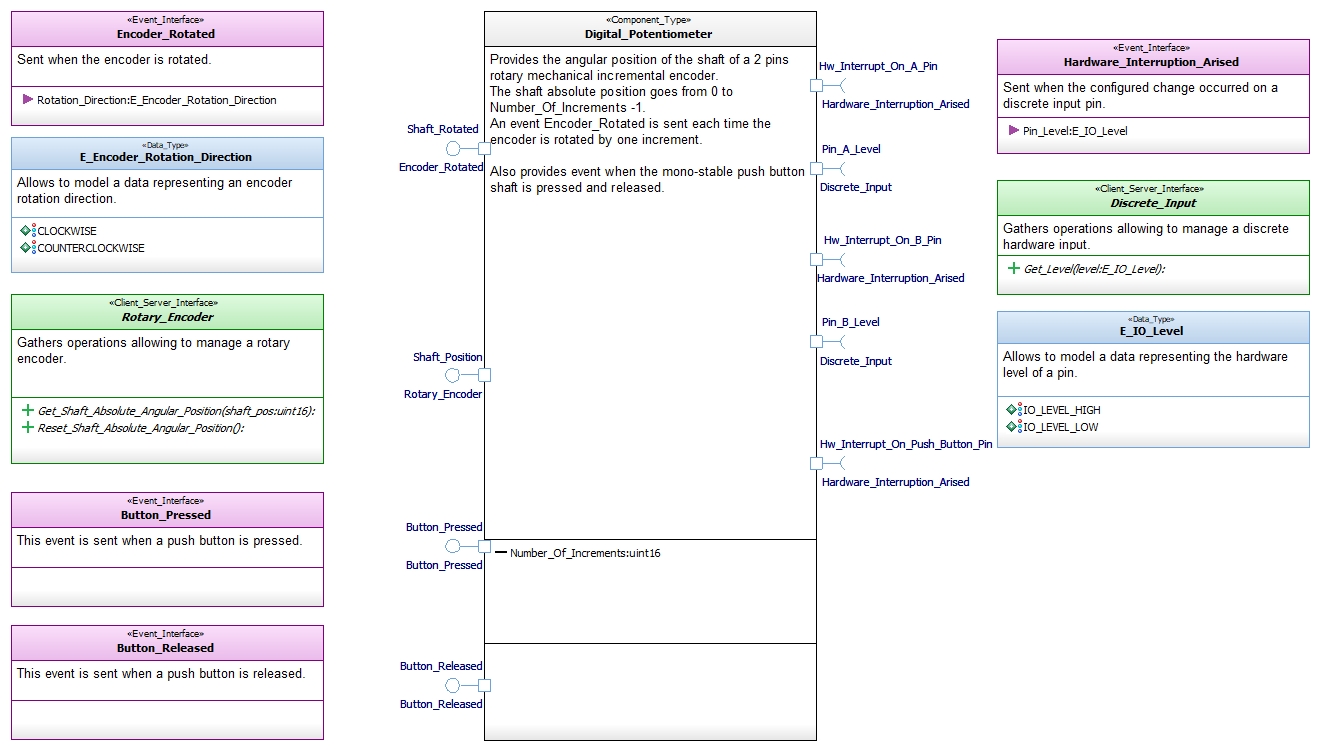 «Event_Interface»
Encoder_Rotated
Sent when the encoder is rotated.
Rotation_Direction:E_Encoder_Rotation_Direction
«Data_Type»
E_Encoder_Rotation_Direction
Allows to model a data representing an encoder
rotation direction.
CLOCKWISE
COUNTERCLOCKWISE
«Client_Server_Interface»
Rotary_Encoder
Gathers operations allowing to manage a rotary
encoder.
Get_Shaft_Absolute_Angular_Position(shaft_pos:uint16):
Reset_Shaft_Absolute_Angular_Position():
«Event_Interface»
Button_Pressed
This event is sent when a push button is pressed.
«Event_Interface»
Button_Released
This event is sent when a push button is released.
Shaft_Rotated
Encoder_Rotated
Shaft_Position
Rotary_Encoder
Button_Pressed
Button_Pressed
Button_Released
Button_Released
«Component_Type»
Digital_Potentiometer
Provides the angular position of the shaft of a 2 pins
rotary mechanical incremental encoder.
The shaft absolute position goes from 0 to
Number_Of_Increments -1.
An event Encoder_Rotated is sent each time the
encoder is rotated by one increment.
Also provides event when the mono-stable push button
shaft is pressed and released.
Number_Of_Increments:uint16
Hw_Interrupt_On_A_Pin
Hardware_Interruption_Arised
Pin_A_Level
Discrete_Input
Hw_Interrupt_On_B_Pin
Hardware_Interruption_Arised
Pin_B_Level
Discrete_Input
Hw_Interrupt_On_Push_Button_Pin
Hardware_Interruption_Arised
«Event_Interface»
Hardware_Interruption_Arised
Sent when the configured change occurred on a
discrete input pin.
Pin_Level:E_IO_Level
«Client_Server_Interface»
Discrete_Input
Gathers operations allowing to manage a discrete
hardware input.
Get_Level(level:E_IO_Level):
«Data_Type»
E_IO_Level
Allows to model a data representing the hardware
level of a pin.
IO_LEVEL_HIGH
IO_LEVEL_LOW